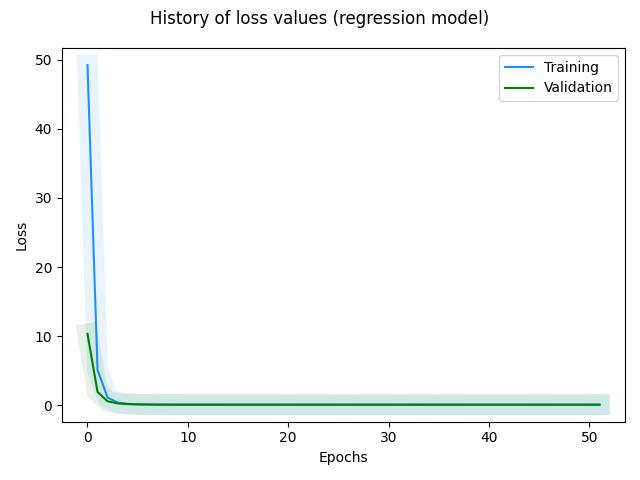 History of loss values (regression model)
Training
Validation
50
40
30
20
10
0
Loss
0 10 20 30 40 50
Epochs